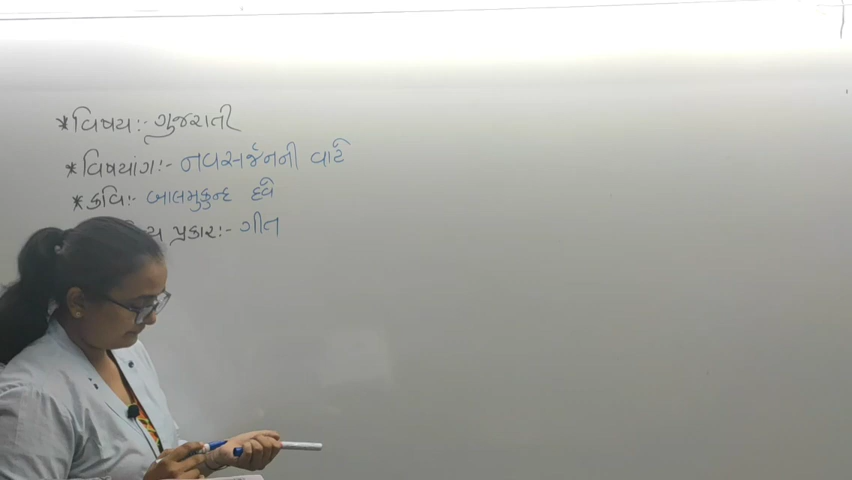 *વિષય:- ગુજરાતી
*વિષયાંગ:- નવસર્જનની વાટે
*કવિ:- બાલમુકુન્દ દવે
પ્રકાર:- ગીત